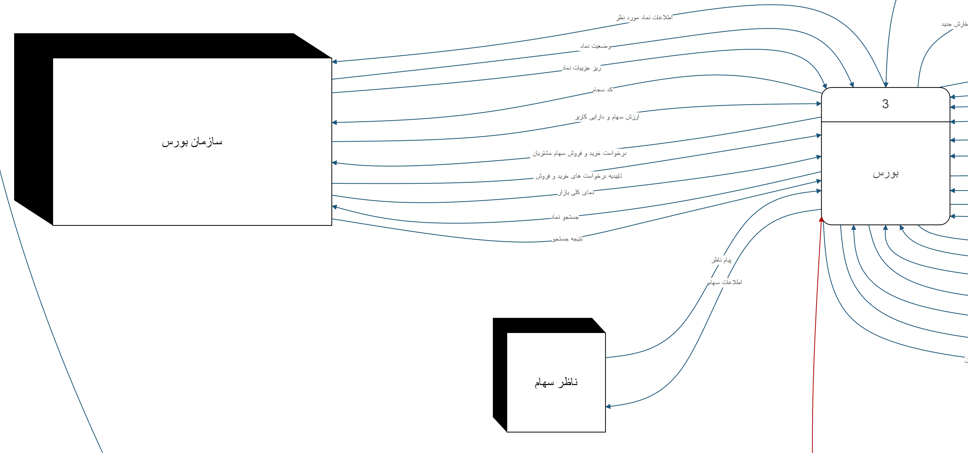 اطلاعات نماد مورد نظر
سفارش جدید
وضعیت نماد
ریز جزییات نماد
کد سجام
3
ارزش سهام و دارایی کاربر
سازمان بورس
درخواست خرید و فروش سهام مشتریان
بورس
تاییدیه درخواست های خرید و فروش
نمای کلی بازار
جستجو نماد
نتیجه جستجو
پیام ناظر
اطلاعات سهام
ناظر سهام